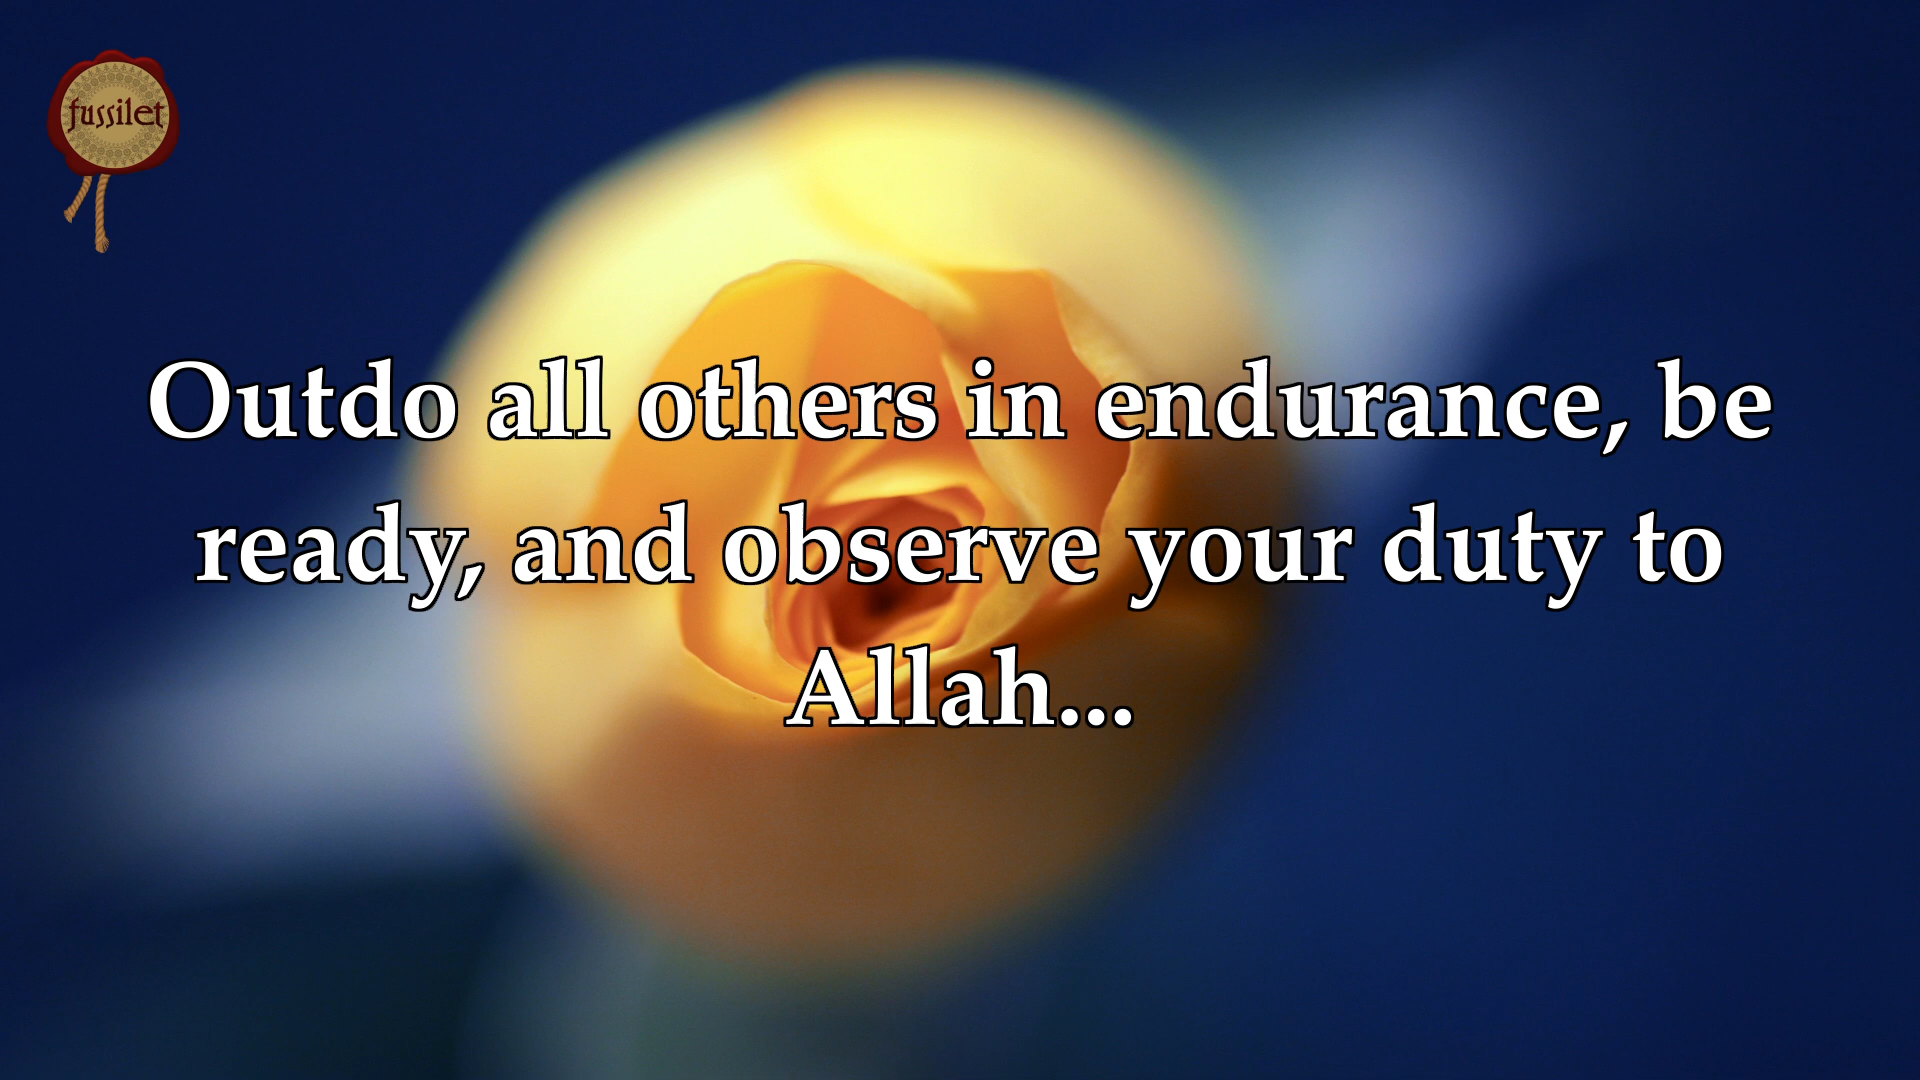 fussilet
Outdo all others in endurance, be
ready, and observe your duty to
Allah...